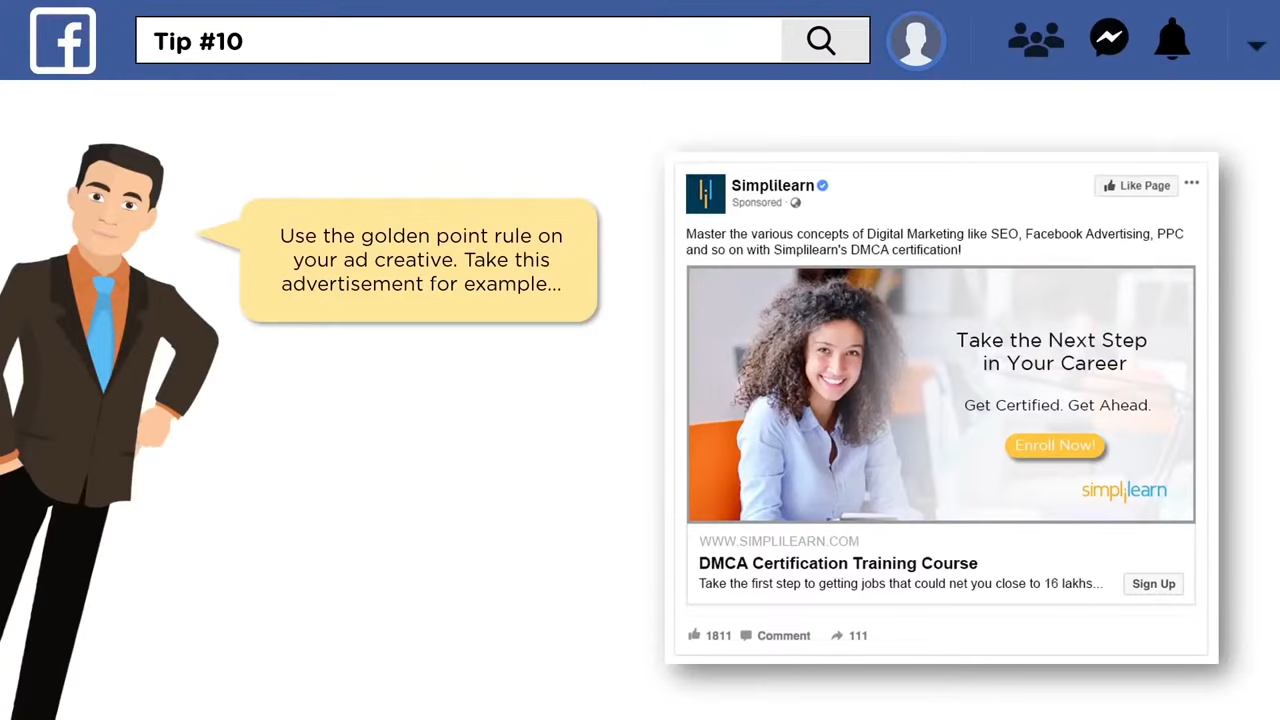 Tip #10
Use the golden point rule on
your ad creative. Take this
advertisement for example...
Simplilearn
Like Page
Sponsored ·
Master the various concepts of Digital Marketing like SEO, Facebook Advertising, PPC
and so on with Simplilearn's DMCA certification!
Take the Next Step
in Your Career
Get Certified. Get Ahead.
Enroll Now!
simplilearn
WWW.SIMPLILEARN.COM
DMCA Certification Training Course
Take the first step to getting jobs that could net you close to 16 lakhs...
Sign Up
1811 Comment 111